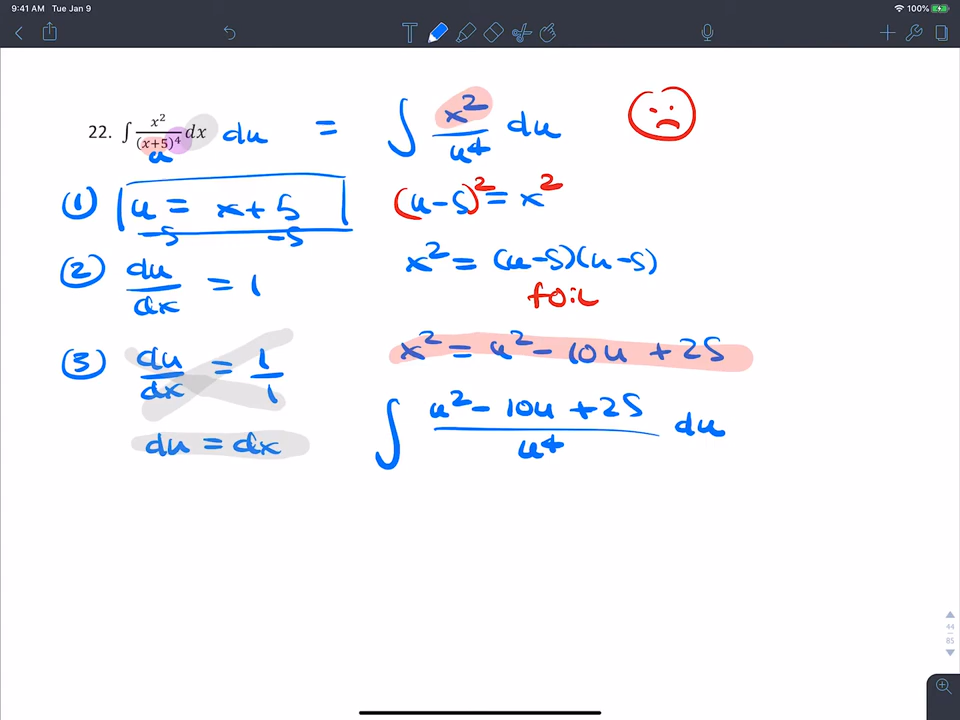 9:41 AM Tue Jan 9
100%
22. ∫ x²/(x+5)⁴ dx du = ∫ x²/u⁴ du
u
① u = x + 5
-5 -5
(u-5)² = x²
② du/dx = 1
x² = (u-5)(u-5)
foil
③ du/dx = 1/1
x² = u² - 10u + 25
du = dx
∫ u² - 10u + 25 / u⁴ du
44
85